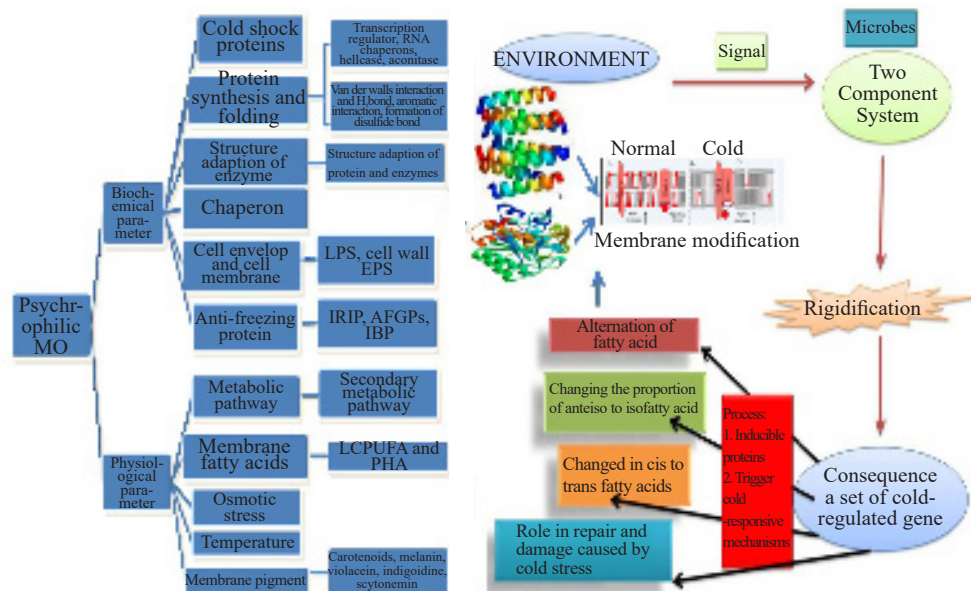 Psychr-
ophilic
MO
Bioch-
emical
para-
meter
Cold shock
proteins
Protein
synthesis and
folding
Transcription
regulator, RNA
chaperons,
hellcase, aconitase
Van der walls interaction
and H,bond, aromatic
interaction, formation of
disulfide bond
Structure
adaption of
enzyme
Structure adaption of
protein and enzymes
Chaperon
Cell envelop
and cell
membrane
LPS, cell wall
EPS
Anti-freezing
protein
IRIP, AFGPs,
IBP
Physiol-
ogical
para-
meter
Metabolic
pathway
Secondary
metabolic
pathway
Membrane
fatty acids
LCPUFA and
PHA
Osmotic
stress
Temperature
Membrane pigment
Carotenoids, melanin,
violacein, indigoidine,
scytonemin
ENVIRONMENT
Signal
Microbes
Two
Component
System
Normal
Cold
Membrane modification
Rigidification
Alternation of
fatty acid
Changing the proportion
of anteiso to isofatty acid
Changed in cis to
trans fatty acids
Role in repair and
damage caused by
cold stress
Process:
1. Inducible
proteins
2. Trigger
cold
-responsive
mechanisms
Consequence
a set of cold-
regulated gene